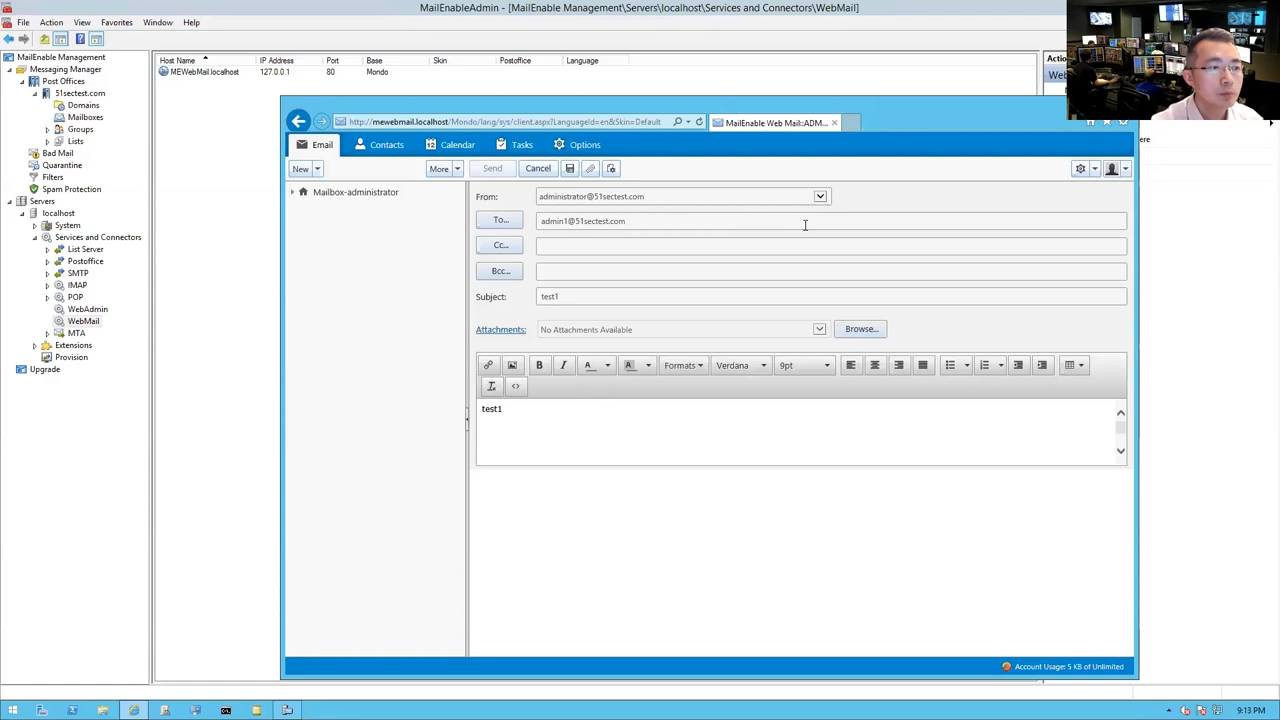 MailEnableAdmin - [MailEnable Management\Servers\localhost\Services and Connectors\WebMail]
File Action View Favorites Window Help
MailEnable Management
Messaging Manager
Post Offices
51sectest.com
Domains
Mailboxes
Groups
Lists
Bad Mail
Quarantine
Filters
Spam Protection
Servers
localhost
System
Services and Connectors
List Server
Postoffice
SMTP
IMAP
POP
WebAdmin
WebMail
MTA
Extensions
Provision
Upgrade
Host Name IP Address Port Base Skin Postoffice Language
MEWebMail.localhost 127.0.0.1 80 Mondo
http://mewebmail.localhost/Mondo/lang/sys/client.aspx?LanguageId=en&Skin=Default
MailEnable Web Mail::ADM...
Email Contacts Calendar Tasks Options
New More Send Cancel
Mailbox-administrator
From: administrator@51sectest.com
To... admin1@51sectest.com
Cc...
Bcc...
Subject: test1
Attachments: No Attachments Available Browse...
B I A A Formats Verdana 9pt
test1
Account Usage: 5 KB of Unlimited
9:13 PM